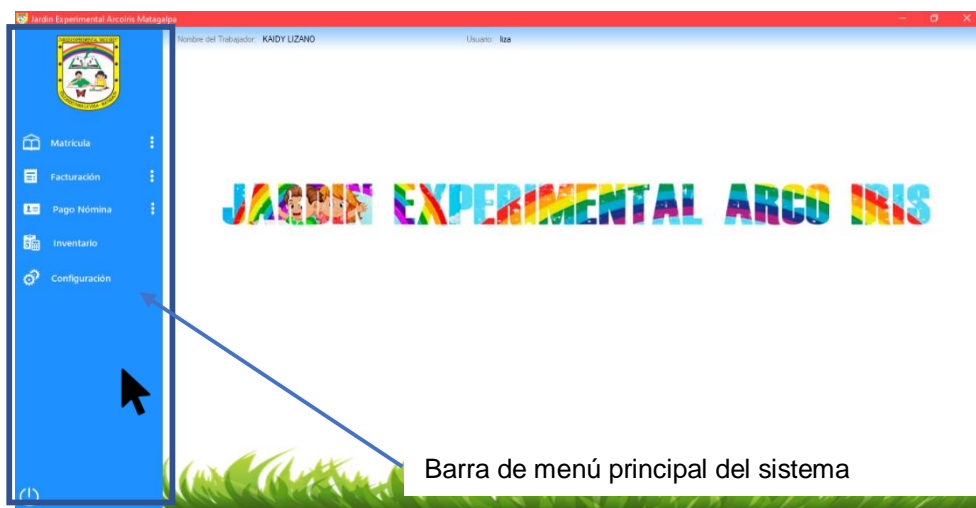 Jardin Experimental Arcoiris Matagalpa
Nombre del Trabajador: KAIDY LIZANO Usuario: liza
Matrícula
Facturación
Pago Nómina
Inventario
Configuración
JARDIN EXPERIMENTAL ARCO IRIS
Barra de menú principal del sistema